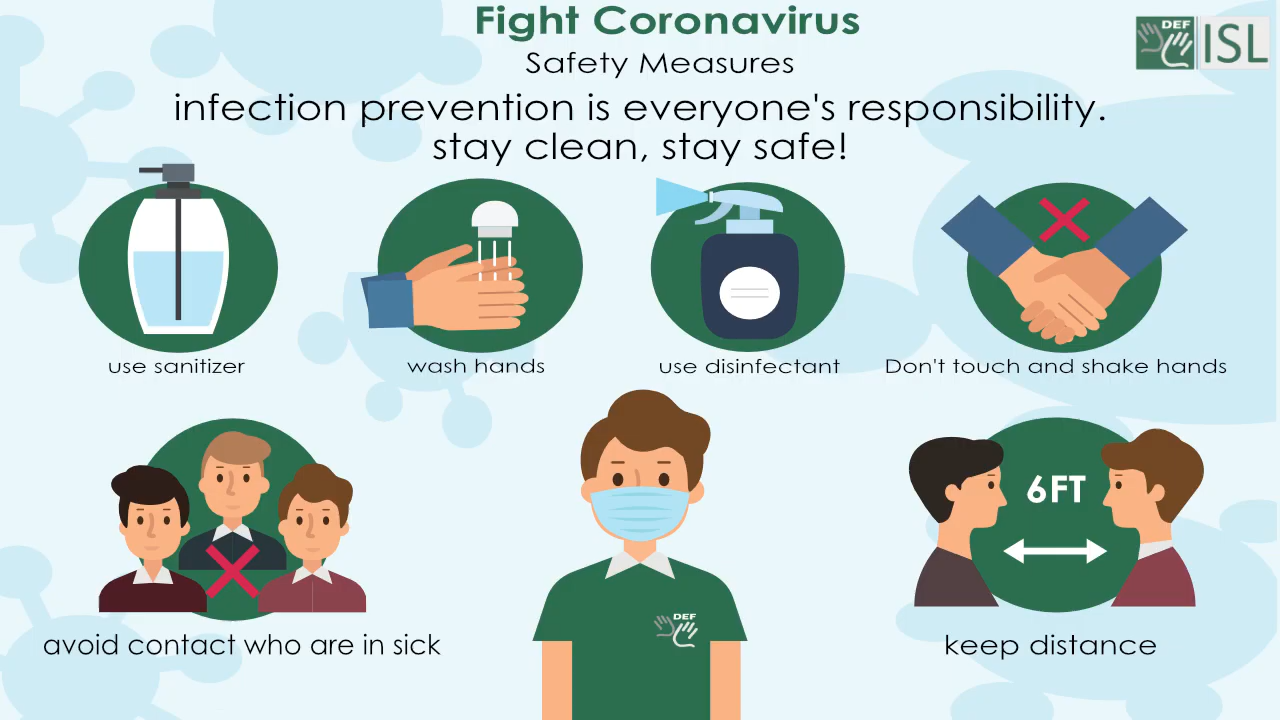 Fight Coronavirus
Safety Measures
DEF
ISL
infection prevention is everyone's responsibility.
stay clean, stay safe!
use sanitizer
wash hands
use disinfectant
Don't touch and shake hands
6FT
DEF
avoid contact who are in sick
keep distance